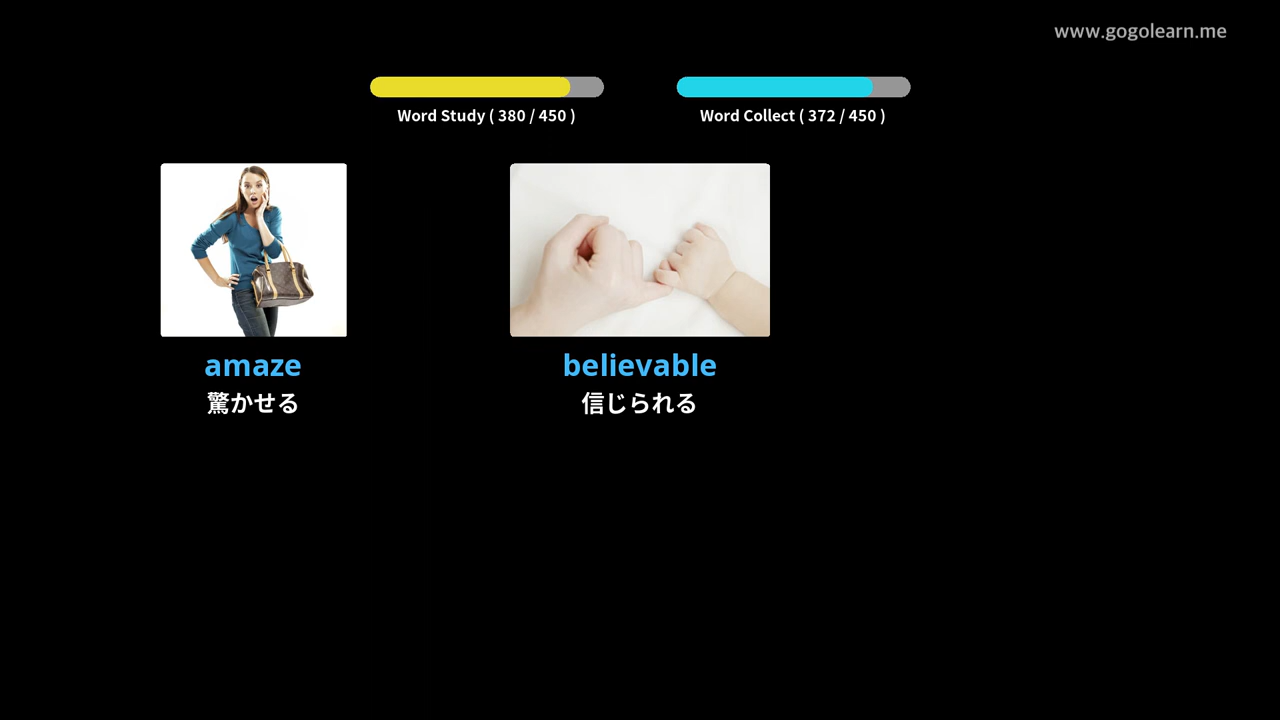 www.gogolearn.me
Word Study ( 380 / 450 )
Word Collect ( 372 / 450 )
amaze
驚かせる
believable
信じられる